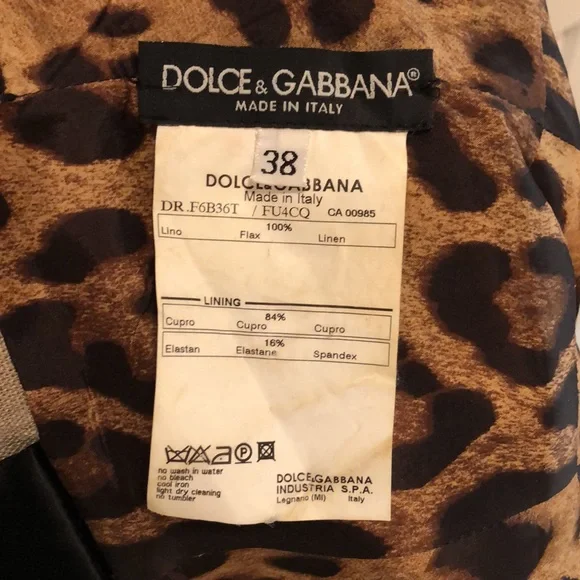 DOLCE & GABBANA®
MADE IN ITALY
38
DOLCE&GABBANA
Made in Italy
DR.F6B36T / FU4CQ CA 00985
100%
Lino Flax Linen
LINING
84%
Cupro Cupro Cupro
16%
Elastan Elastane Spandex
P
no wash in water
no bleach
cool iron
light dry cleaning
no tumbler
DOLCE&GABBANA
INDUSTRIA S.P.A.
Legnano (MI) Italy